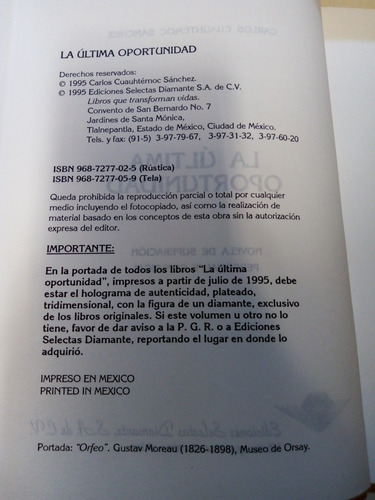 LA ÚLTIMA OPORTUNIDAD
Derechos reservados:
© 1995 Carlos Cuauhtémoc Sánchez.
© 1995 Ediciones Selectas Diamante S.A. de C.V.
Libros que transforman vidas.
Convento de San Bernardo No. 7
Jardines de Santa Mónica,
Tlalnepantla, Estado de México, Ciudad de México.
Tels. y fax: (91-5) 3-97-79-67, 3-97-31-32, 3-97-60-20
ISBN 968-7277-02-5 (Rústica)
ISBN 968-7277-05-9 (Tela)
Queda prohibida la reproducción parcial o total por cualquier
medio incluyendo el fotocopiado, así como la realización de
material basado en los conceptos de esta obra sin la autorización
expresa del editor.
IMPORTANTE:
En la portada de todos los libros "La última
oportunidad", impresos a partir de julio de 1995, debe
estar el holograma de autenticidad, plateado,
tridimensional, con la figura de un diamante, exclusivo
de los libros originales. Si este volumen u otro no lo
tiene, favor de dar aviso a la P. G. R. o a Ediciones
Selectas Diamante, reportando el lugar en donde lo
adquirió.
IMPRESO EN MEXICO
PRINTED IN MEXICO
Portada: "Orfeo". Gustav Moreau (1826-1898), Museo de Orsay.